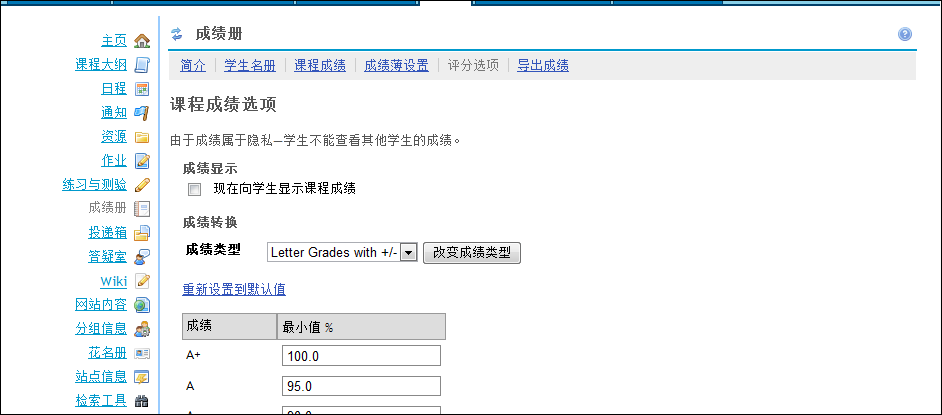 主页
课程大纲
日程
通知
资源
作业
练习与测验
成绩册
投递箱
答疑室
Wiki
网站内容
分组信息
花名册
站点信息
检索工具
成绩册
简介 学生名册 课程成绩 成绩薄设置 评分选项 导出成绩
课程成绩选项
由于成绩属于隐私—学生不能查看其他学生的成绩。
成绩显示
现在向学生显示课程成绩
成绩转换
成绩类型 Letter Grades with +/- 改变成绩类型
重新设置到默认值
成绩 最小值 %
A+ 100.0
A 95.0